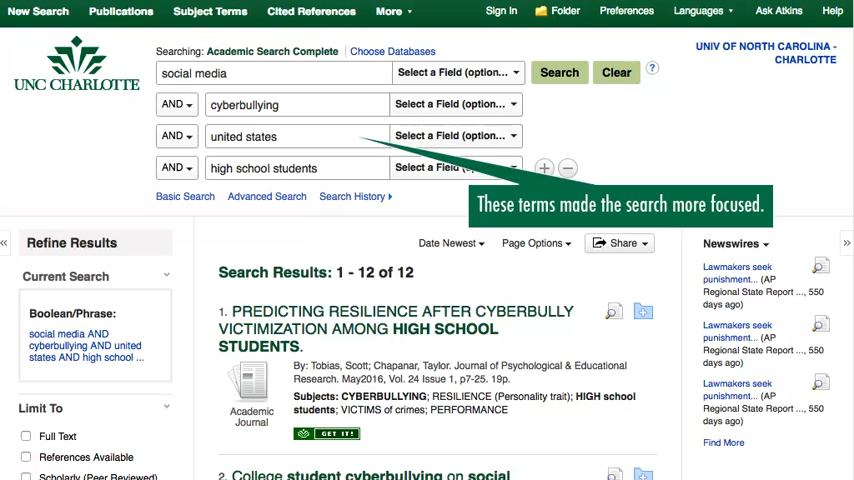 New Search Publications Subject Terms Cited References More Sign In Folder Preferences Languages Ask Atkins Help
Searching: Academic Search Complete Choose Databases
UNIV OF NORTH CAROLINA -
CHARLOTTE
UNC CHARLOTTE
social media Select a Field (option... Search Clear ?
AND cyberbullying Select a Field (option...
AND united states Select a Field (option...
AND high school students Select a Field (
Basic Search Advanced Search Search History
These terms made the search more focused.
Refine Results
Current Search
Boolean/Phrase:
social media AND
cyberbullying AND united
states AND high school ...
Limit To
Full Text
References Available
Scholarly (Peer Reviewed)
Date Newest Page Options Share
Search Results: 1 - 12 of 12
1. PREDICTING RESILIENCE AFTER CYBERBULLY
VICTIMIZATION AMONG HIGH SCHOOL
STUDENTS.
By: Tobias, Scott; Chapanar, Taylor. Journal of Psychological & Educational
Research. May2016, Vol. 24 Issue 1, p7-25. 19p.
Subjects: CYBERBULLYING; RESILIENCE (Personality trait); HIGH school
students; VICTIMS of crimes; PERFORMANCE
Academic
Journal
GET IT!
2. College student cyberbullying on social
Newswires
Lawmakers seek
punishment... (AP
Regional State Report ..., 550
days ago)
Lawmakers seek
punishment... (AP
Regional State Report ..., 550
days ago)
Lawmakers seek
punishment... (AP
Regional State Report ..., 550
days ago)
Find More